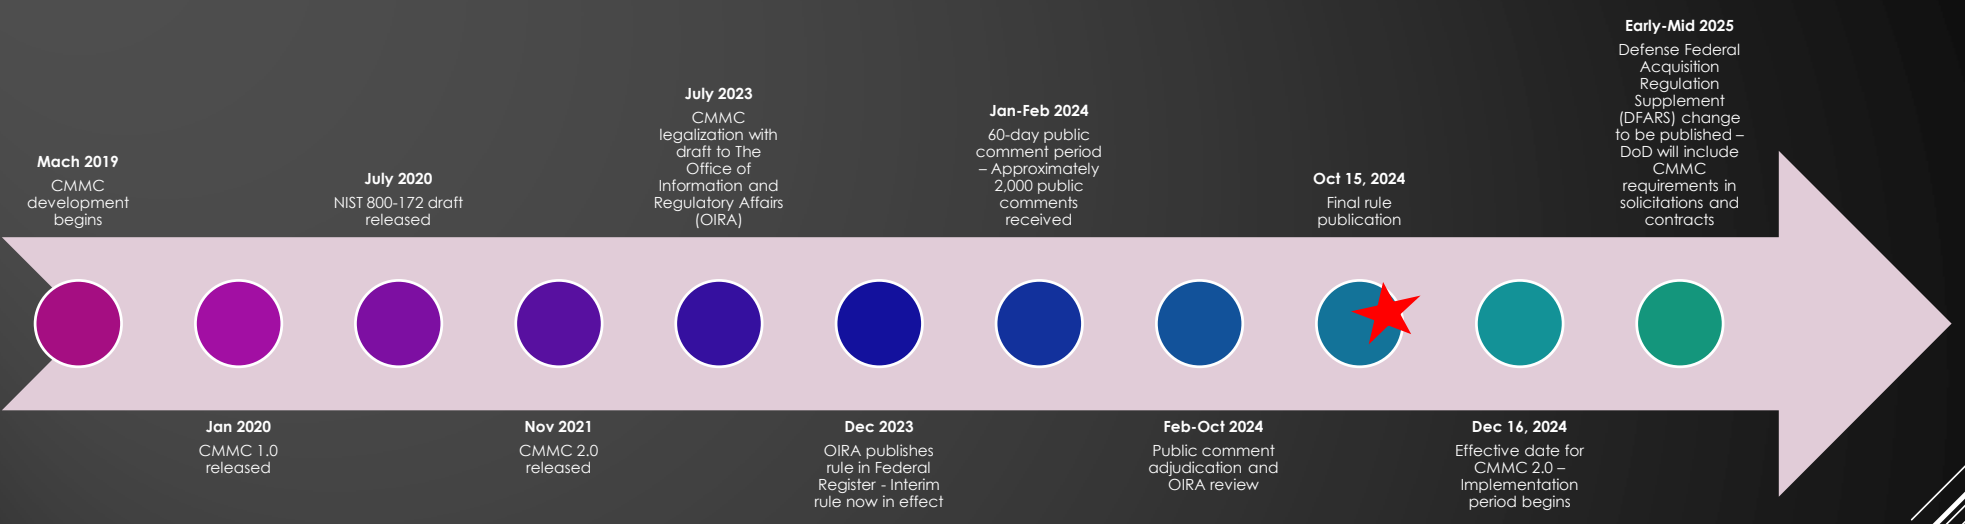 Mach 2019
CMMC
development
begins
Jan 2020
CMMC 1.0
released
July 2020
NIST 800-172 draft
released
Nov 2021
CMMC 2.0
released
July 2023
CMMC
legalization with
draft to The
Office of
Information and
Regulatory Affairs
(OIRA)
Dec 2023
OIRA publishes
rule in Federal
Register - Interim
rule now in effect
Jan-Feb 2024
60-day public
comment period
– Approximately
2,000 public
comments
received
Feb-Oct 2024
Public comment
adjudication and
OIRA review
Oct 15, 2024
Final rule
publication
Dec 16, 2024
Effective date for
CMMC 2.0 –
Implementation
period begins
Early-Mid 2025
Defense Federal
Acquisition
Regulation
Supplement
(DFARS) change
to be published –
DoD will include
CMMC
requirements in
solicitations and
contracts